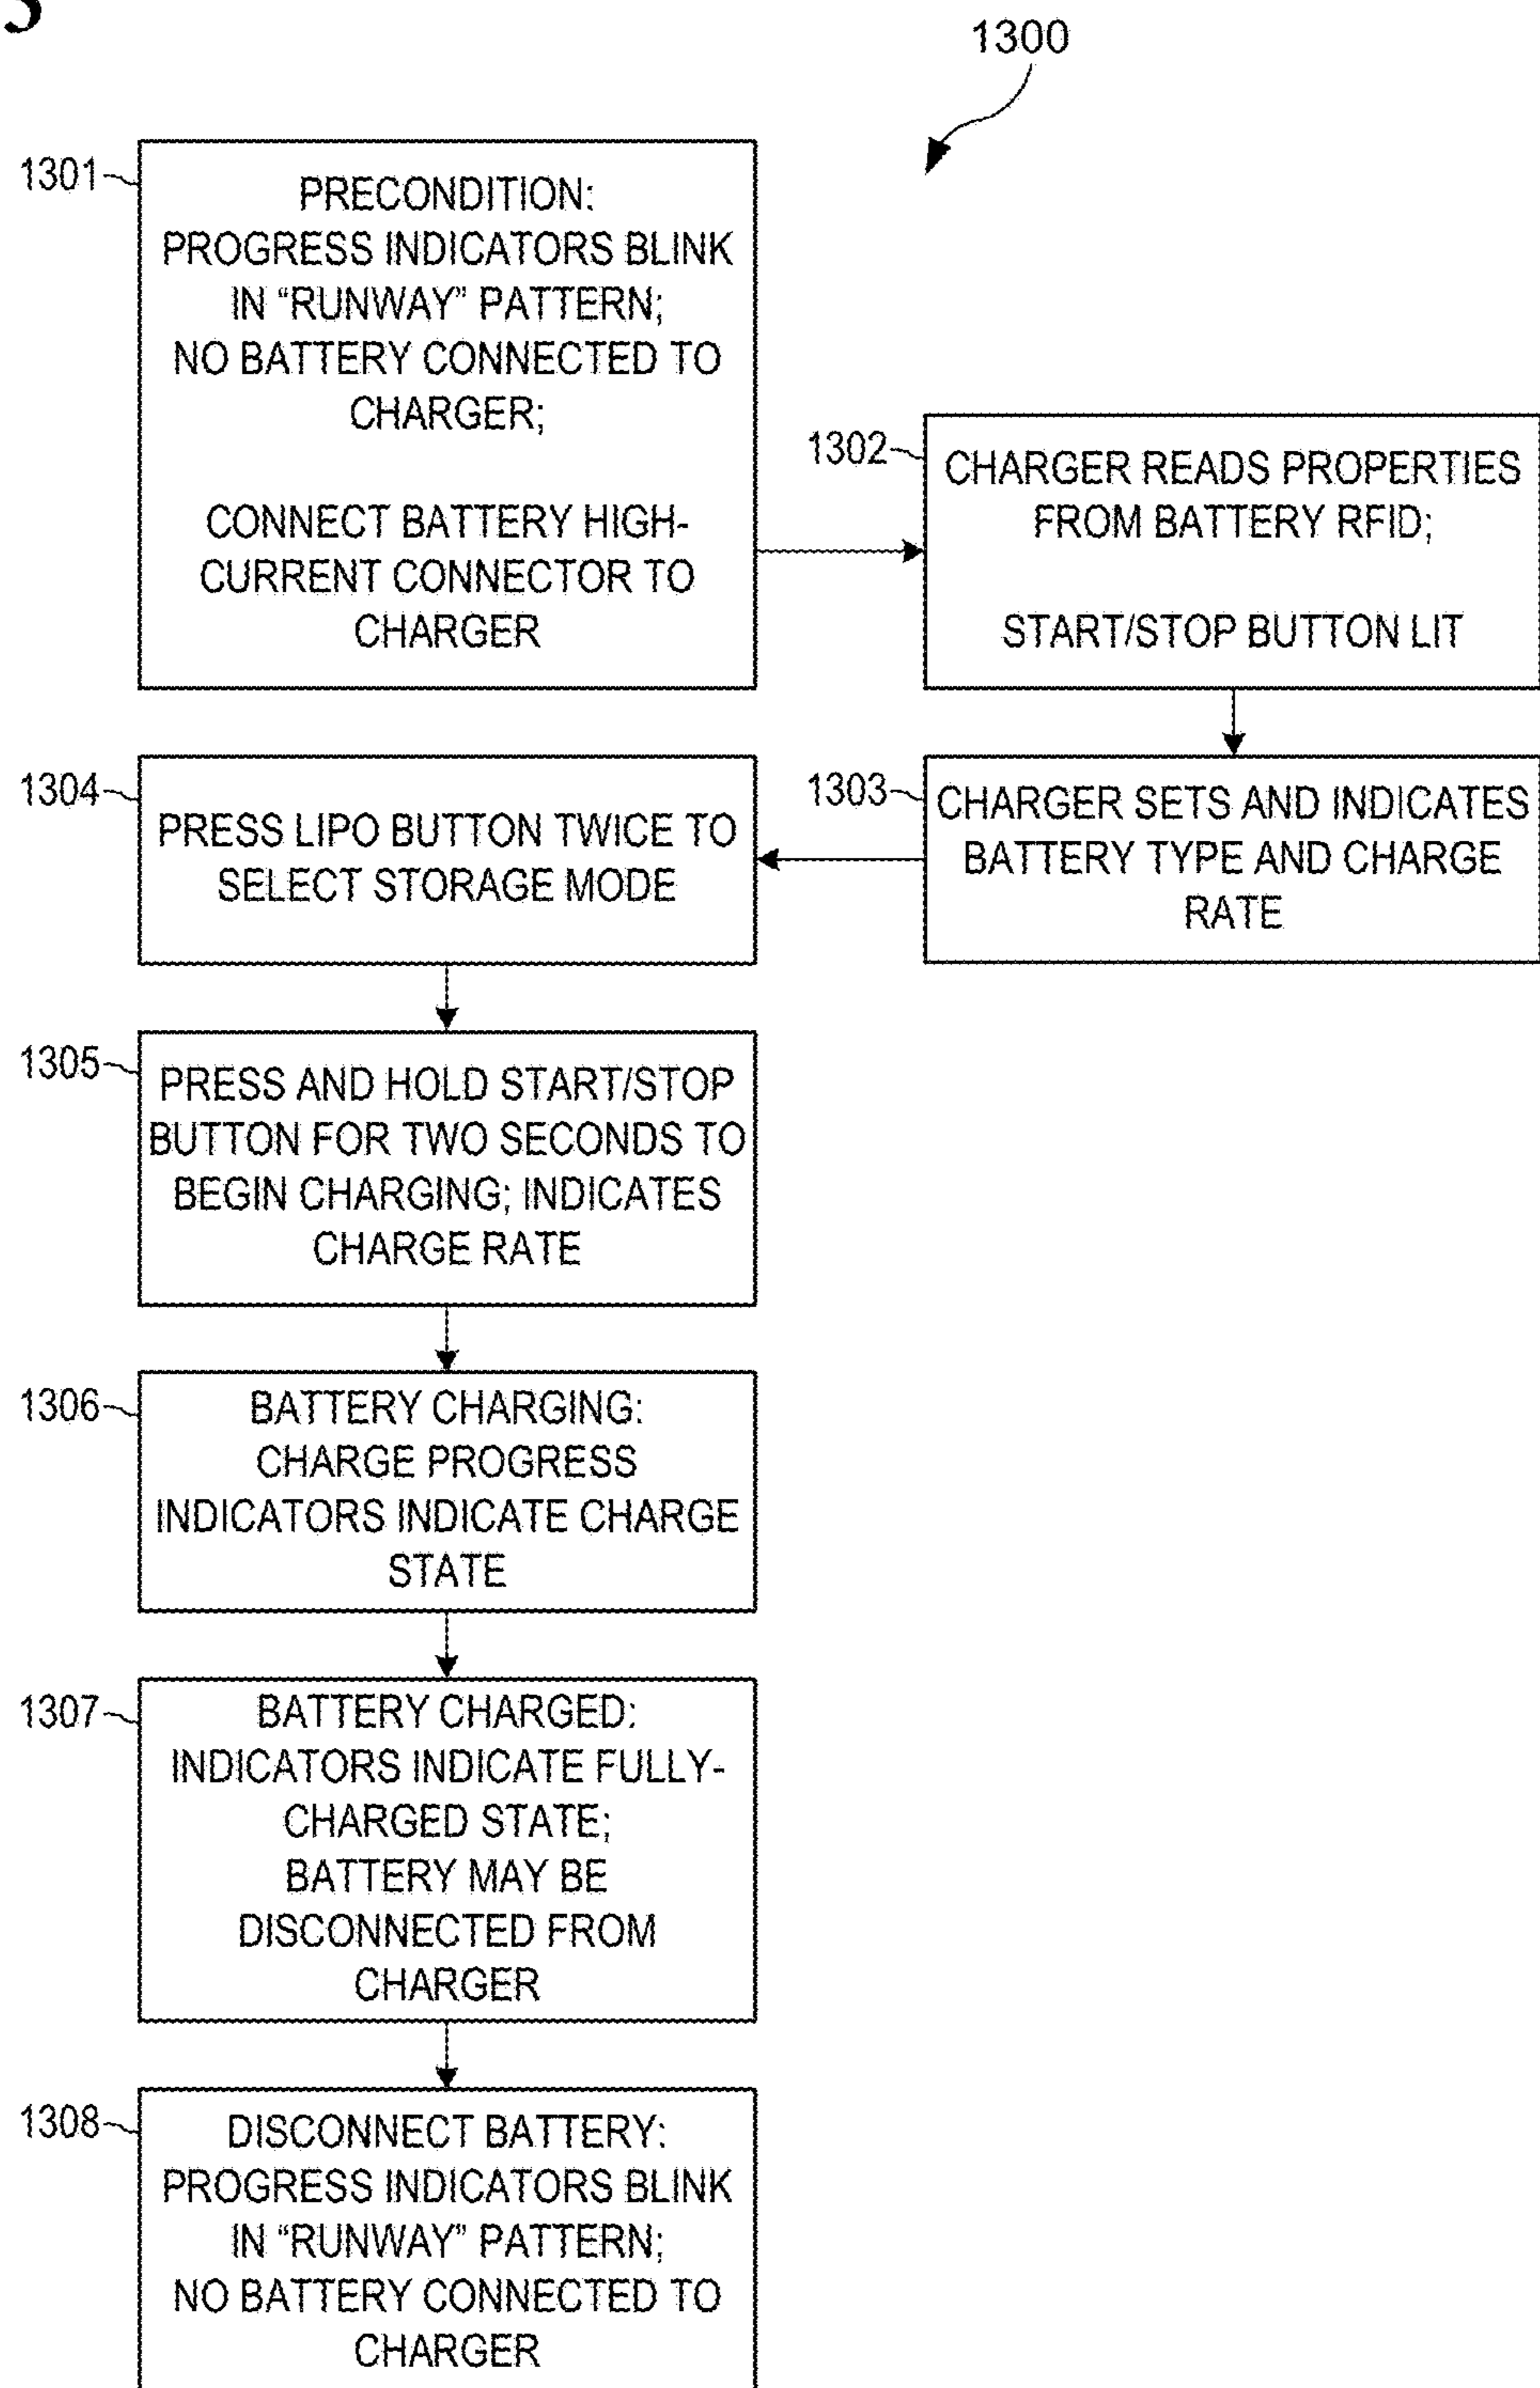 1300
1301
PRECONDITION:
PROGRESS INDICATORS BLINK
IN “RUNWAY” PATTERN;
NO BATTERY CONNECTED TO
CHARGER;
CONNECT BATTERY HIGH-
CURRENT CONNECTOR TO
CHARGER
1302
CHARGER READS PROPERTIES
FROM BATTERY RFID;
START/STOP BUTTON LIT
1303
CHARGER SETS AND INDICATES
BATTERY TYPE AND CHARGE
RATE
1304
PRESS LIPO BUTTON TWICE TO
SELECT STORAGE MODE
1305
PRESS AND HOLD START/STOP
BUTTON FOR TWO SECONDS TO
BEGIN CHARGING; INDICATES
CHARGE RATE
1306
BATTERY CHARGING:
CHARGE PROGRESS
INDICATORS INDICATE CHARGE
STATE
1307
BATTERY CHARGED:
INDICATORS INDICATE FULLY-
CHARGED STATE;
BATTERY MAY BE
DISCONNECTED FROM
CHARGER
1308
DISCONNECT BATTERY:
PROGRESS INDICATORS BLINK
IN “RUNWAY” PATTERN;
NO BATTERY CONNECTED TO
CHARGER